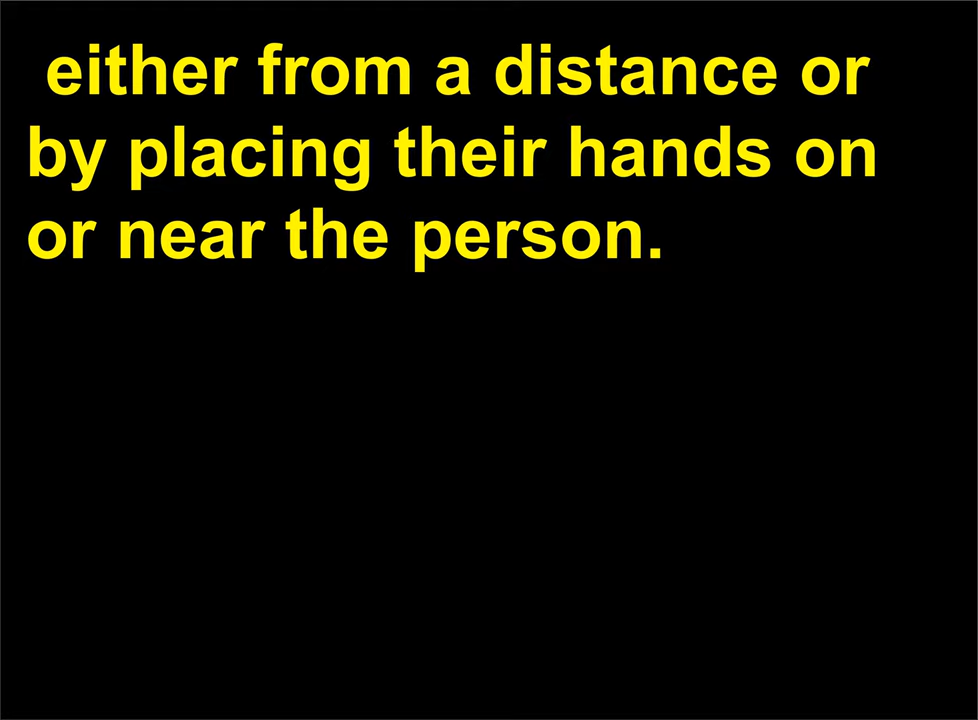 either from a distance or
by placing their hands on
or near the person.